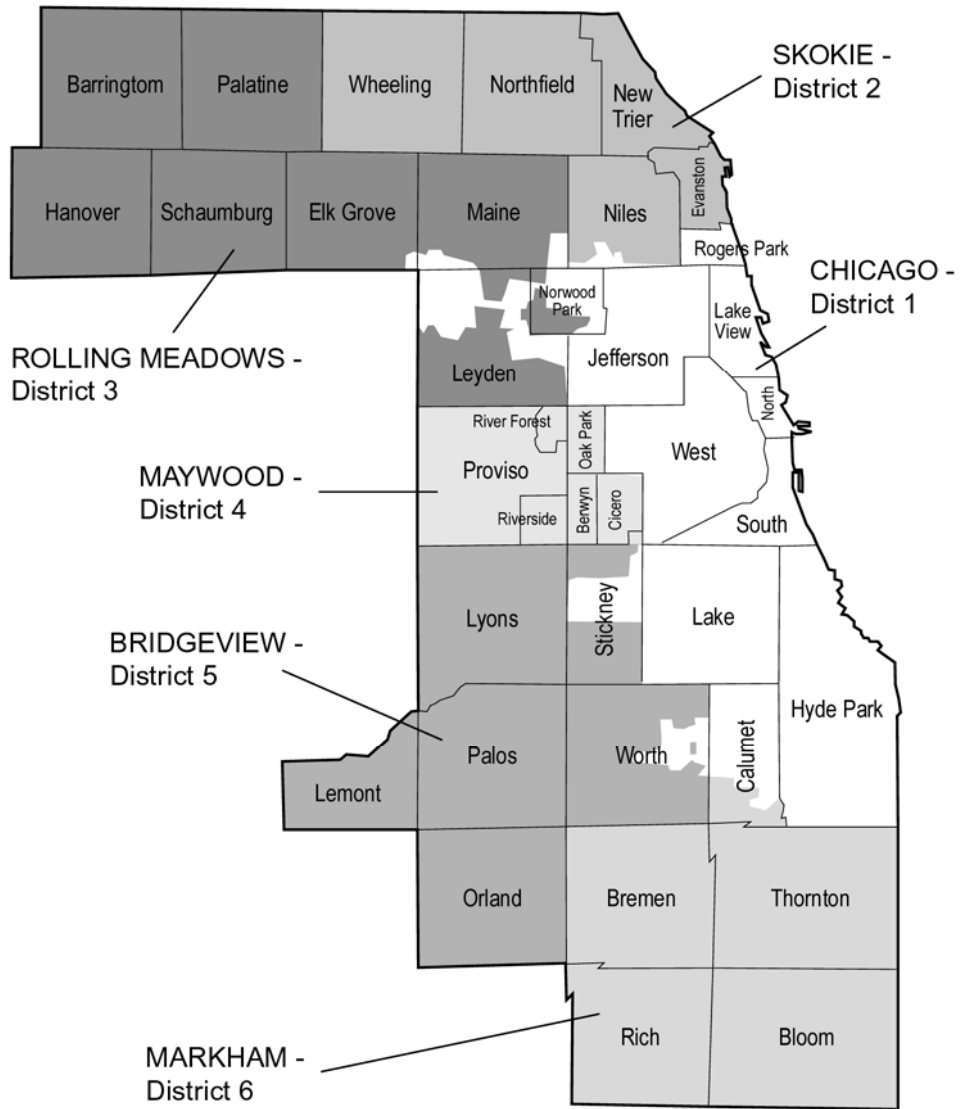 SKOKIE -
District 2
Barringtom
Palatine
Wheeling
Northfield
New
Trier
Hanover
Schaumburg
Elk Grove
Maine
Niles
Evanston
Rogers Park
CHICAGO -
District 1
Norwood
Park
Lake
View
Jefferson
ROLLING MEADOWS -
District 3
Leyden
North
River Forest
Oak Park
West
Proviso
MAYWOOD -
District 4
Riverside
Berwyn
Cicero
South
Lyons
Stickney
Lake
BRIDGEVIEW -
District 5
Hyde Park
Palos
Worth
Calumet
Lemont
Orland
Bremen
Thornton
Rich
Bloom
MARKHAM -
District 6